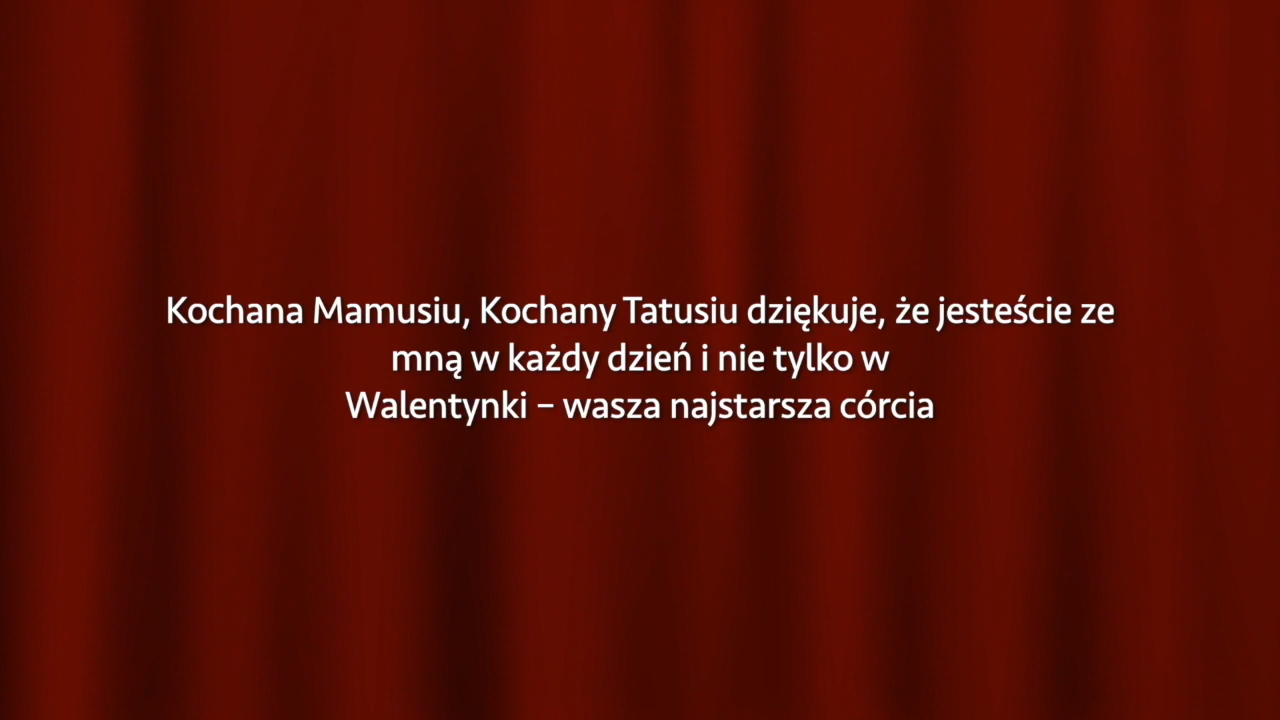 Kochana Mamusiu, Kochany Tatusiu dziękuje, że jesteście ze
mną w każdy dzień i nie tylko w
Walentynki – wasza najstarsza córcia